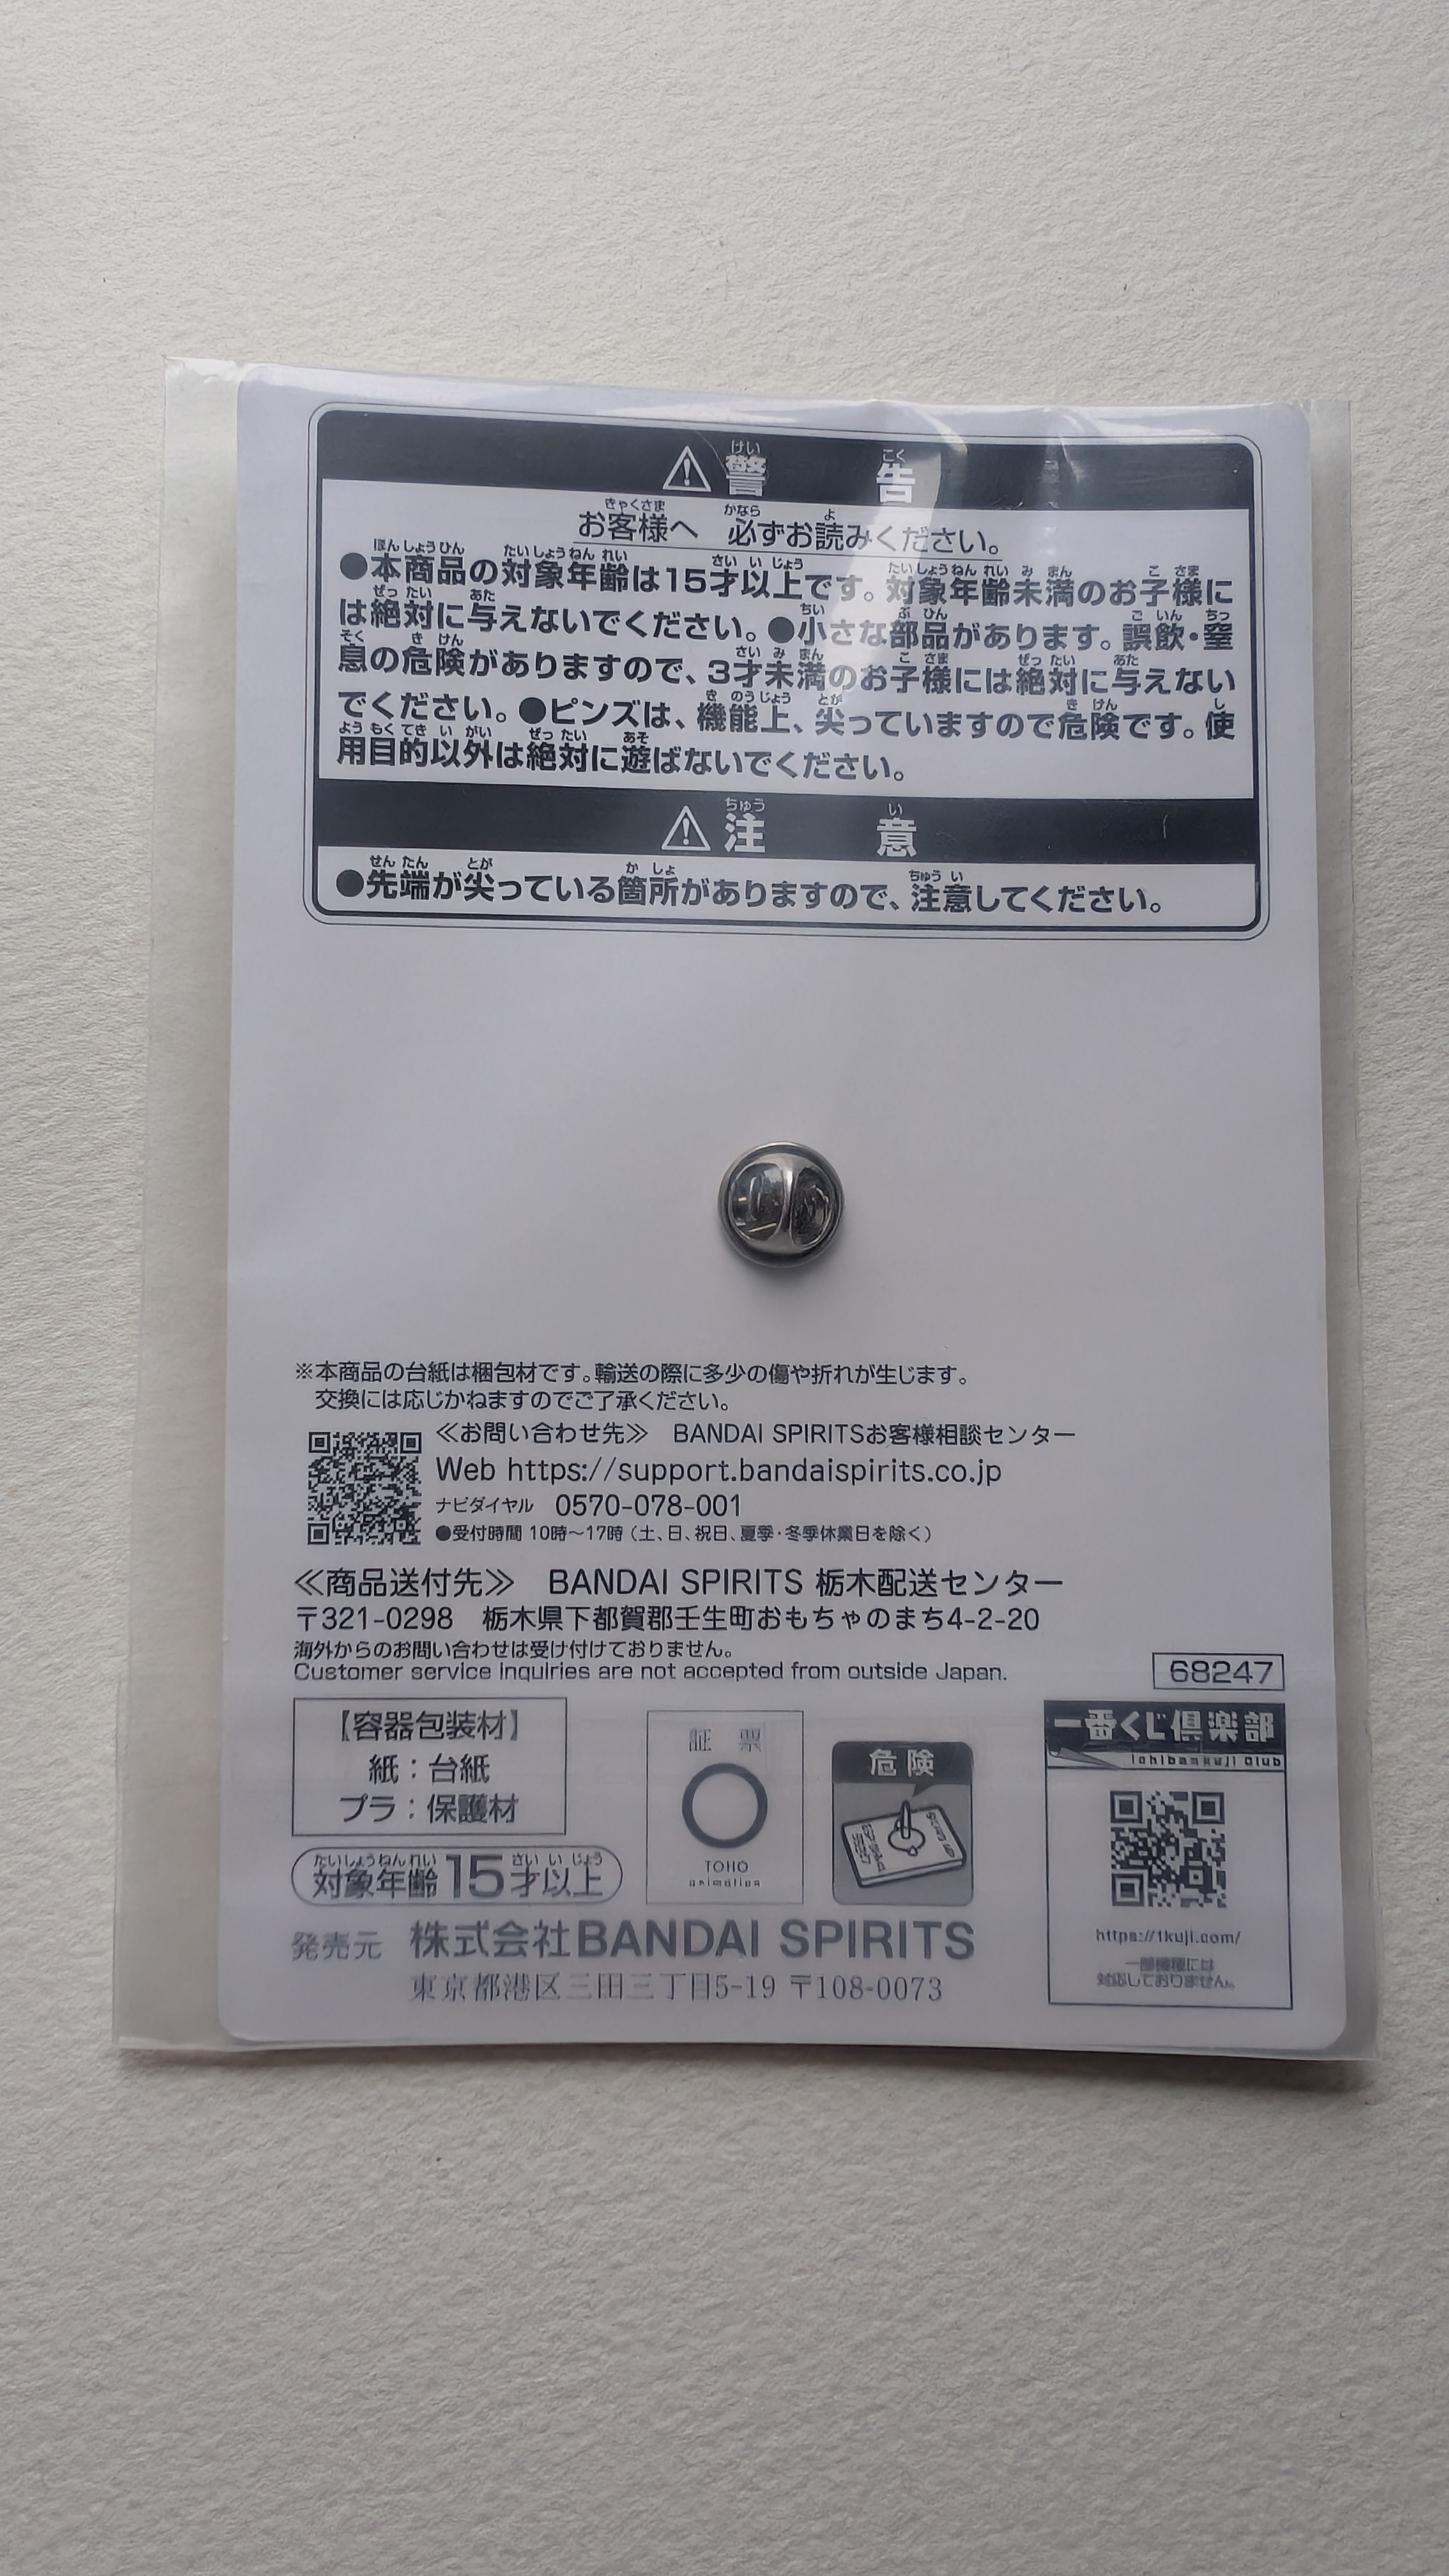 警告
お客様へ 必ずお読みください。
●本商品の対象年齢は15才以上です。対象年齢未満のお子様に
は絶対に与えないでください。●小さな部品があります。誤飲・窒
息の危険がありますので、3才未満のお子様には絶対に与えない
でください。●ピンズは、機能上、尖っていますので危険です。使
用目的以外は絶対に遊ばないでください。
注意
●先端が尖っている箇所がありますので、注意してください。
※本商品の台紙は梱包材です。輸送の際に多少の傷や折れが生じます。
交換には応じかねますのでご了承ください。
≪お問い合わせ先≫ BANDAI SPIRITSお客様相談センター
Web https://support.bandaispirits.co.jp
ナビダイヤル 0570-078-001
●受付時間 10時～17時（土、日、祝日、夏季・冬季休業日を除く）
≪商品送付先≫ BANDAI SPIRITS 栃木配送センター
〒321-0298 栃木県下都賀郡壬生町おもちゃのまち4-2-20
海外からのお問い合わせは受け付けておりません。
Customer service inquiries are not accepted from outside Japan.
68247
【容器包装材】
紙：台紙
プラ：保護材
対象年齢15才以上
証票
TOHO
animation
危険
一番くじ倶楽部
ichibankuji Club
https://1kuji.com/
一部機種には
対応しておりません。
発売元 株式会社BANDAI SPIRITS
東京都港区三田三丁目5-19 〒108-0073